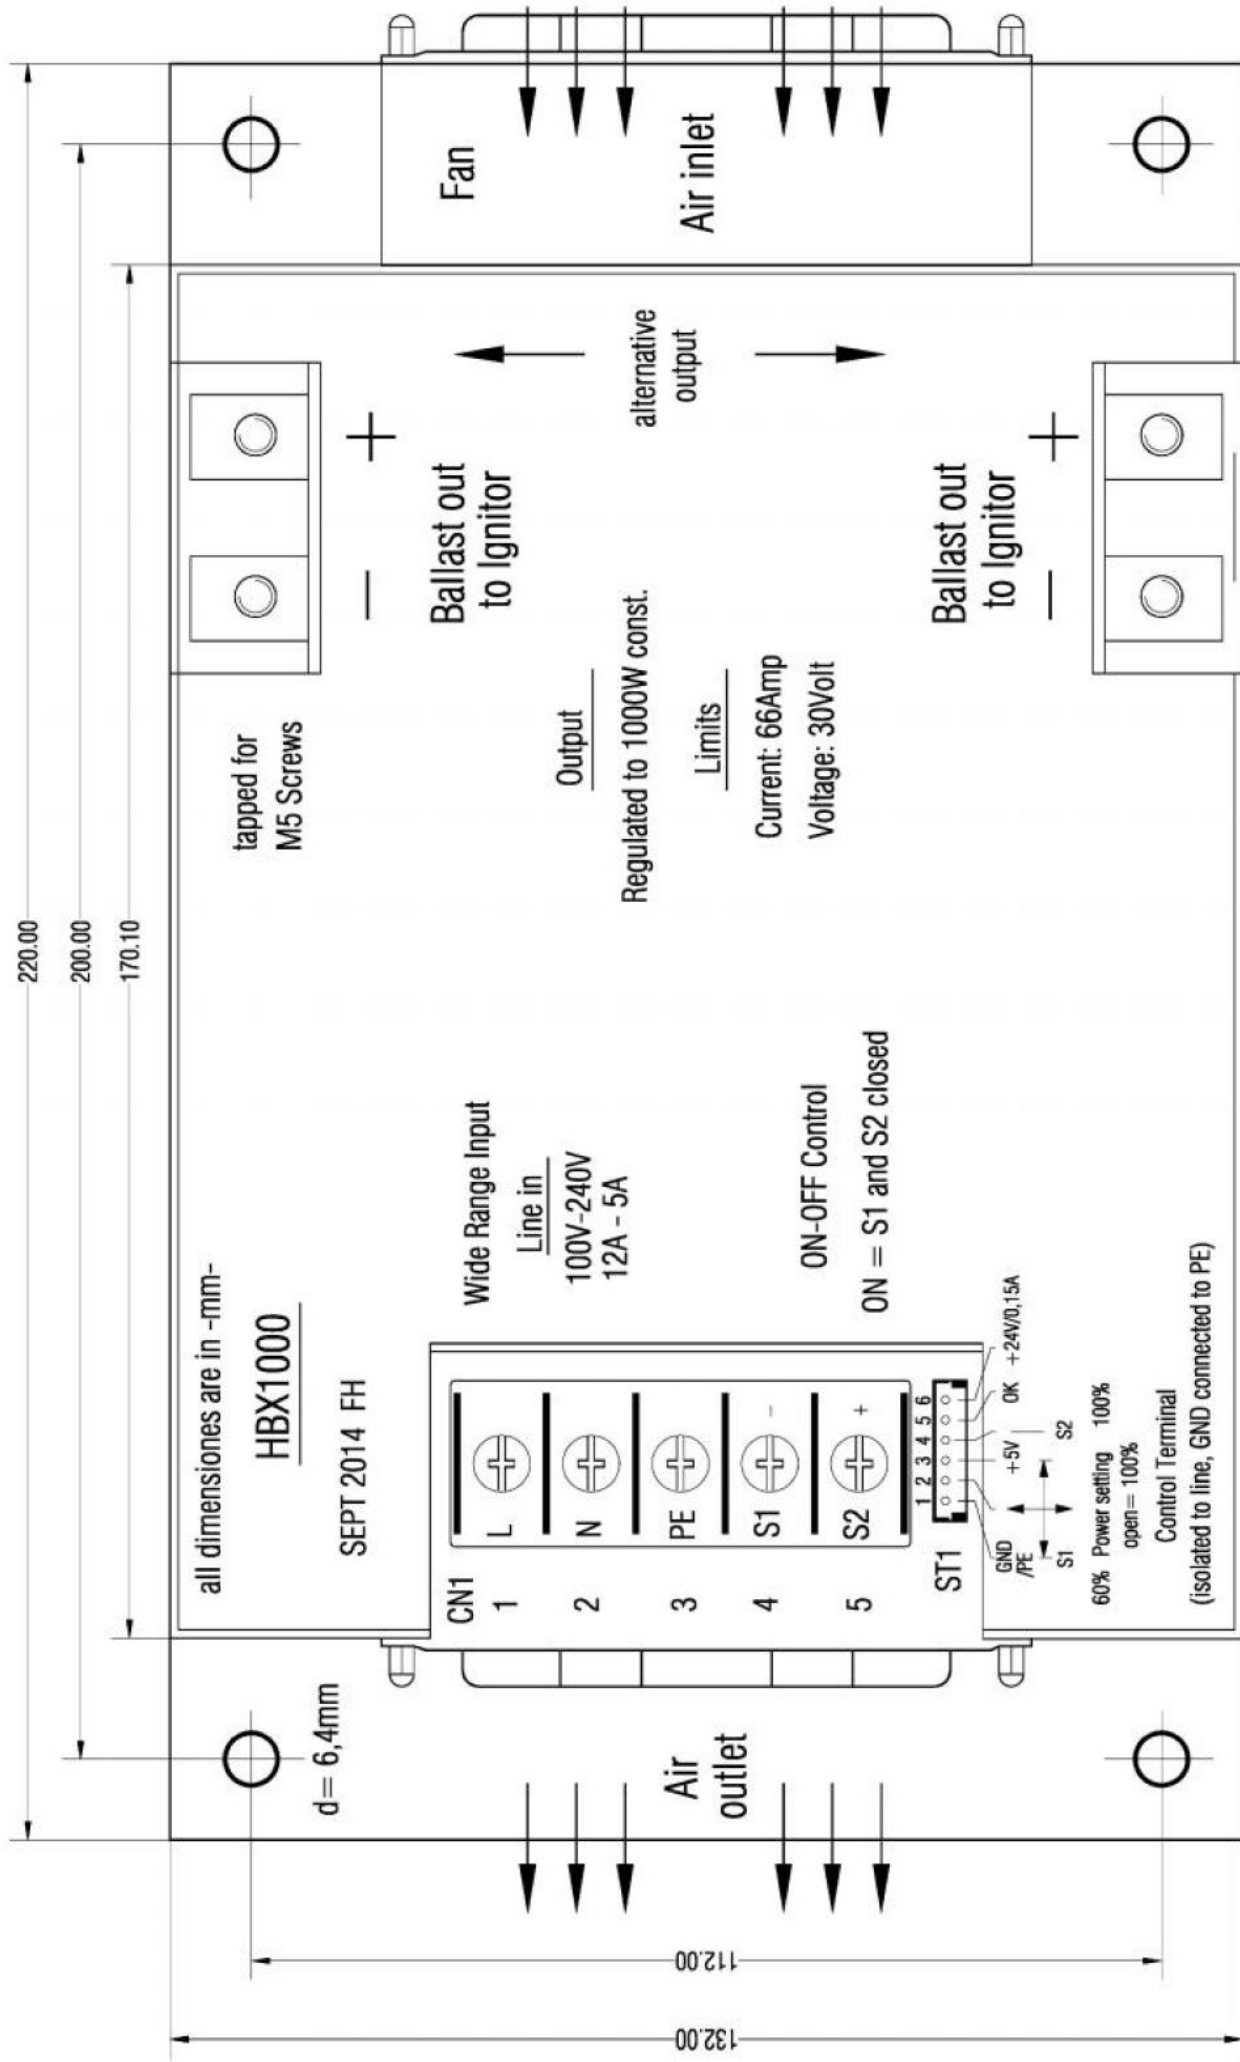 220.00
200.00
170.10
132.00
112.00
all dimensiones are in -mm-
HBX1000
SEPT 2014 FH
d= 6,4mm
Air
outlet
CN1
1 L
2 N
3 PE
4 S1 -
5 S2 +
Wide Range Input
Line in
100V-240V
12A - 5A
ON-OFF Control
ON = S1 and S2 closed
ST1
1 2 3 4 5 6
GND
/PE
+5V
OK
+24V/0,15A
S1
S2
60% Power setting 100%
open= 100%
Control Terminal
(isolated to line, GND connected to PE)
tapped for
M5 Screws
Output
Regulated to 1000W const.
Limits
Current: 66Amp
Voltage: 30Volt
− +
Ballast out
to Ignitor
alternative
output
− +
Ballast out
to Ignitor
Fan
Air inlet